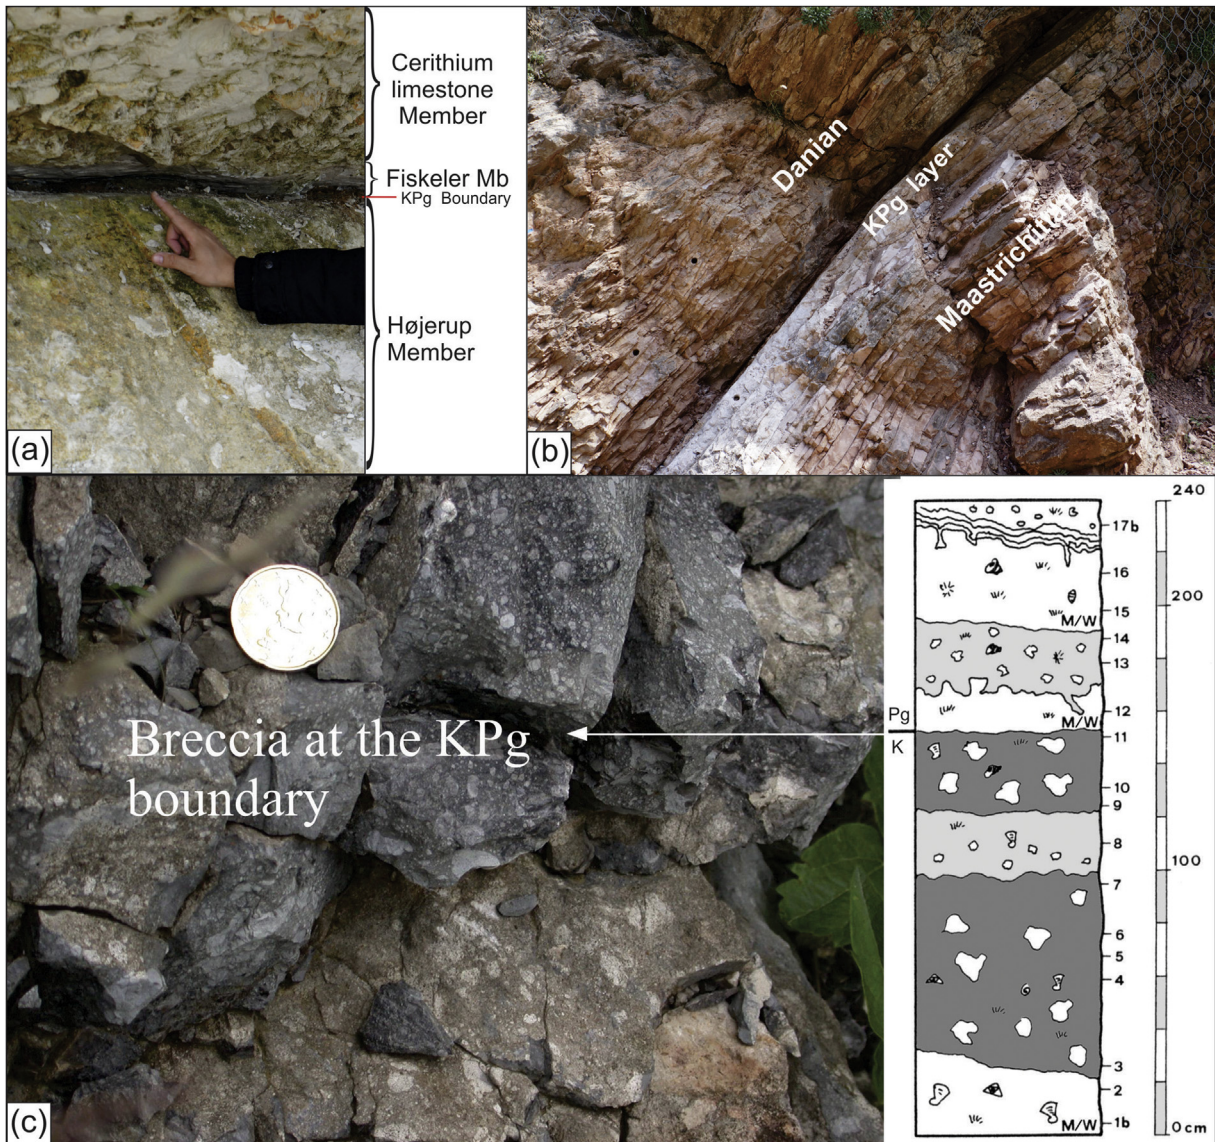 Cerithium
limestone
Member
Fiskeler Mb
KPg Boundary
Højerup
Member
(a)
Danian
KPg layer
Maastrichtian
(b)
Breccia at the KPg
boundary
(c)
Pg
K
17b
16
15
M/W
14
13
12
M/W
11
10
9
8
7
6
5
4
3
2
1b
M/W
240
200
100
0 cm